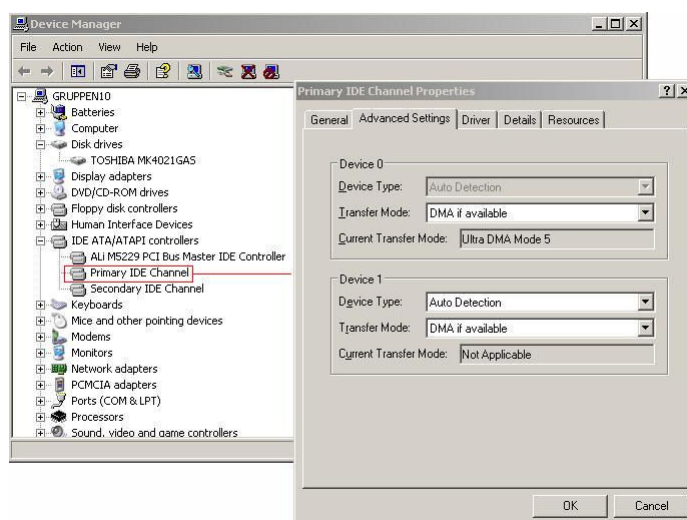 Device Manager
File Action View Help
GRUPPEN10
Batteries
Computer
Disk drives
TOSHIBA MK4021GAS
Display adapters
DVD/CD-ROM drives
Floppy disk controllers
Human Interface Devices
IDE ATA/ATAPI controllers
ALi M5229 PCI Bus Master IDE Controller
Primary IDE Channel
Secondary IDE Channel
Keyboards
Mice and other pointing devices
Modems
Monitors
Network adapters
PCMCIA adapters
Ports (COM & LPT)
Processors
Sound, video and game controllers
Primary IDE Channel Properties
General Advanced Settings Driver Details Resources
Device 0
Device Type: Auto Detection
Transfer Mode: DMA if available
Current Transfer Mode: Ultra DMA Mode 5
Device 1
Device Type: Auto Detection
Transfer Mode: DMA if available
Current Transfer Mode: Not Applicable
OK Cancel